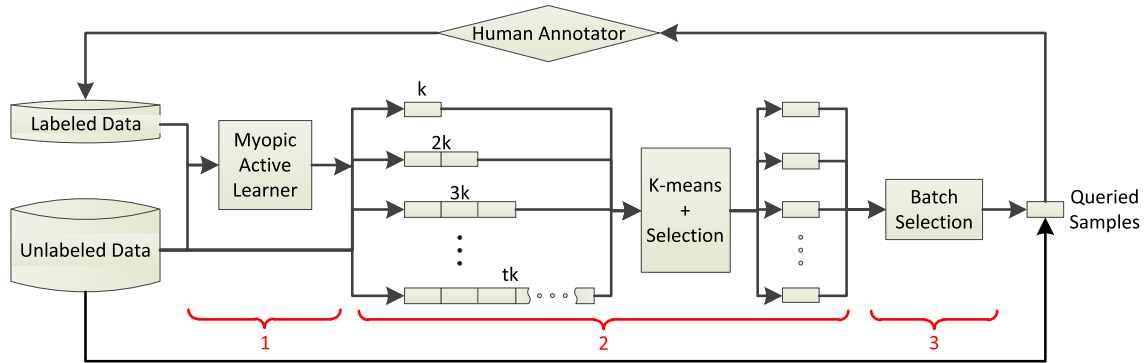 Human Annotator
Labeled Data
Myopic
Active
Learner
Unlabeled Data
k
2k
3k
tk
K-means
+
Selection
Batch
Selection
Queried
Samples
1
2
3